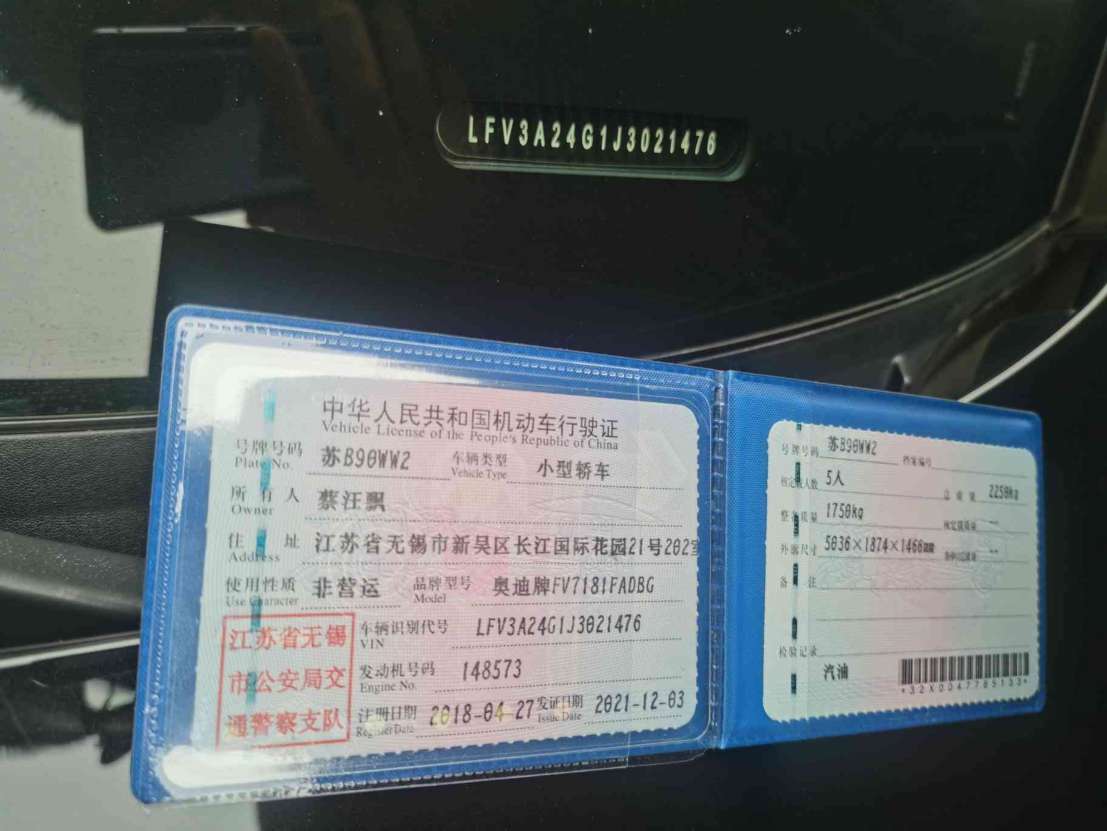 LFV3A24G1J3021476
中华人民共和国机动车行驶证
Vehicle License of the People's Republic of China
号牌号码 苏B90WW2 车辆类型 小型轿车
Plate No. Vehicle Type
所有人 蔡汪飘
Owner
住址 江苏省无锡市新吴区长江国际花园21号202室
Address
使用性质 非营运 品牌型号 奥迪牌FV7181FADBG
Use Character Model
江苏省无锡
市公安局交
通警察支队
车辆识别代号 LFV3A24G1J3021476
VIN
发动机号码 148573
Engine No.
注册日期 2018-04-27 发证日期 2021-12-03
Register Date Issue Date
号牌号码 苏B90WW2 档案编号
核定载人数 5人 总质量 2250kg
整备质量 1750kg 核定载质量 --
外廓尺寸 5036×1874×1466mm --
备注
检验记录
汽油